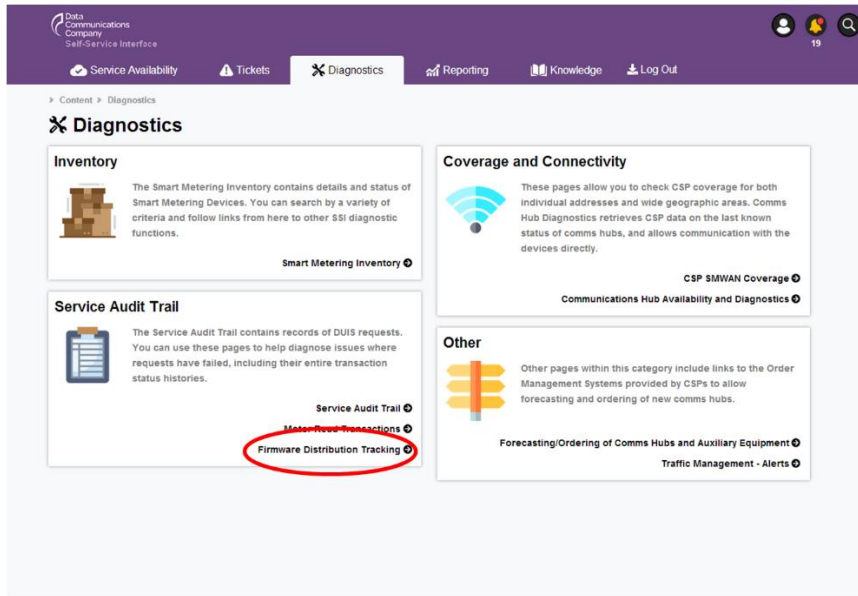 Data
Communications
Company
Self-Service Interface
19
Service Availability
Tickets
Diagnostics
Reporting
Knowledge
Log Out
Content > Diagnostics
Diagnostics
Inventory
The Smart Metering Inventory contains details and status of
Smart Metering Devices. You can search by a variety of
criteria and follow links from here to other SSI diagnostic
functions.
Smart Metering Inventory
Service Audit Trail
The Service Audit Trail contains records of DUIS requests.
You can use these pages to help diagnose issues where
requests have failed, including their entire transaction
status histories.
Service Audit Trail
Meter Read Transactions
Firmware Distribution Tracking
Coverage and Connectivity
These pages allow you to check CSP coverage for both
individual addresses and wide geographic areas. Comms
Hub Diagnostics retrieves CSP data on the last known
status of comms hubs, and allows communication with the
devices directly.
CSP SMWAN Coverage
Communications Hub Availability and Diagnostics
Other
Other pages within this category include links to the Order
Management Systems provided by CSPs to allow
forecasting and ordering of new comms hubs.
Forecasting/Ordering of Comms Hubs and Auxiliary Equipment
Traffic Management - Alerts